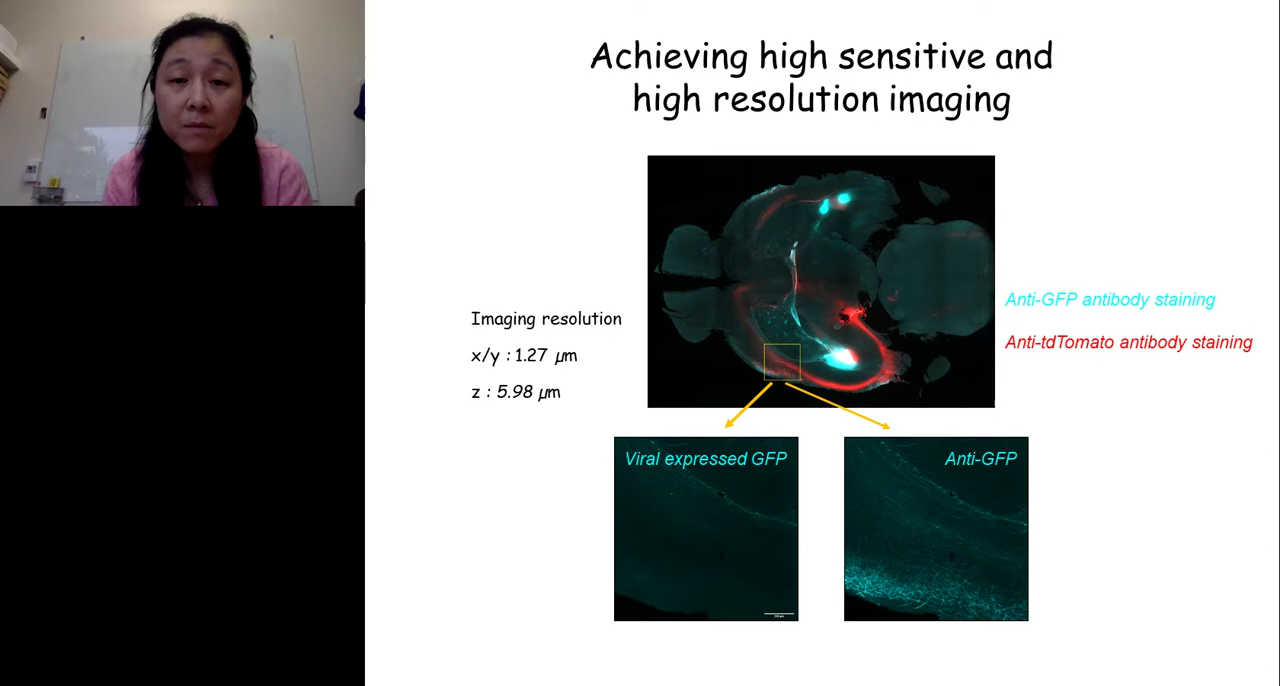 Achieving high sensitive and
high resolution imaging
Imaging resolution
x/y : 1.27 µm
z : 5.98 µm
Anti-GFP antibody staining
Anti-tdTomato antibody staining
Viral expressed GFP
Anti-GFP